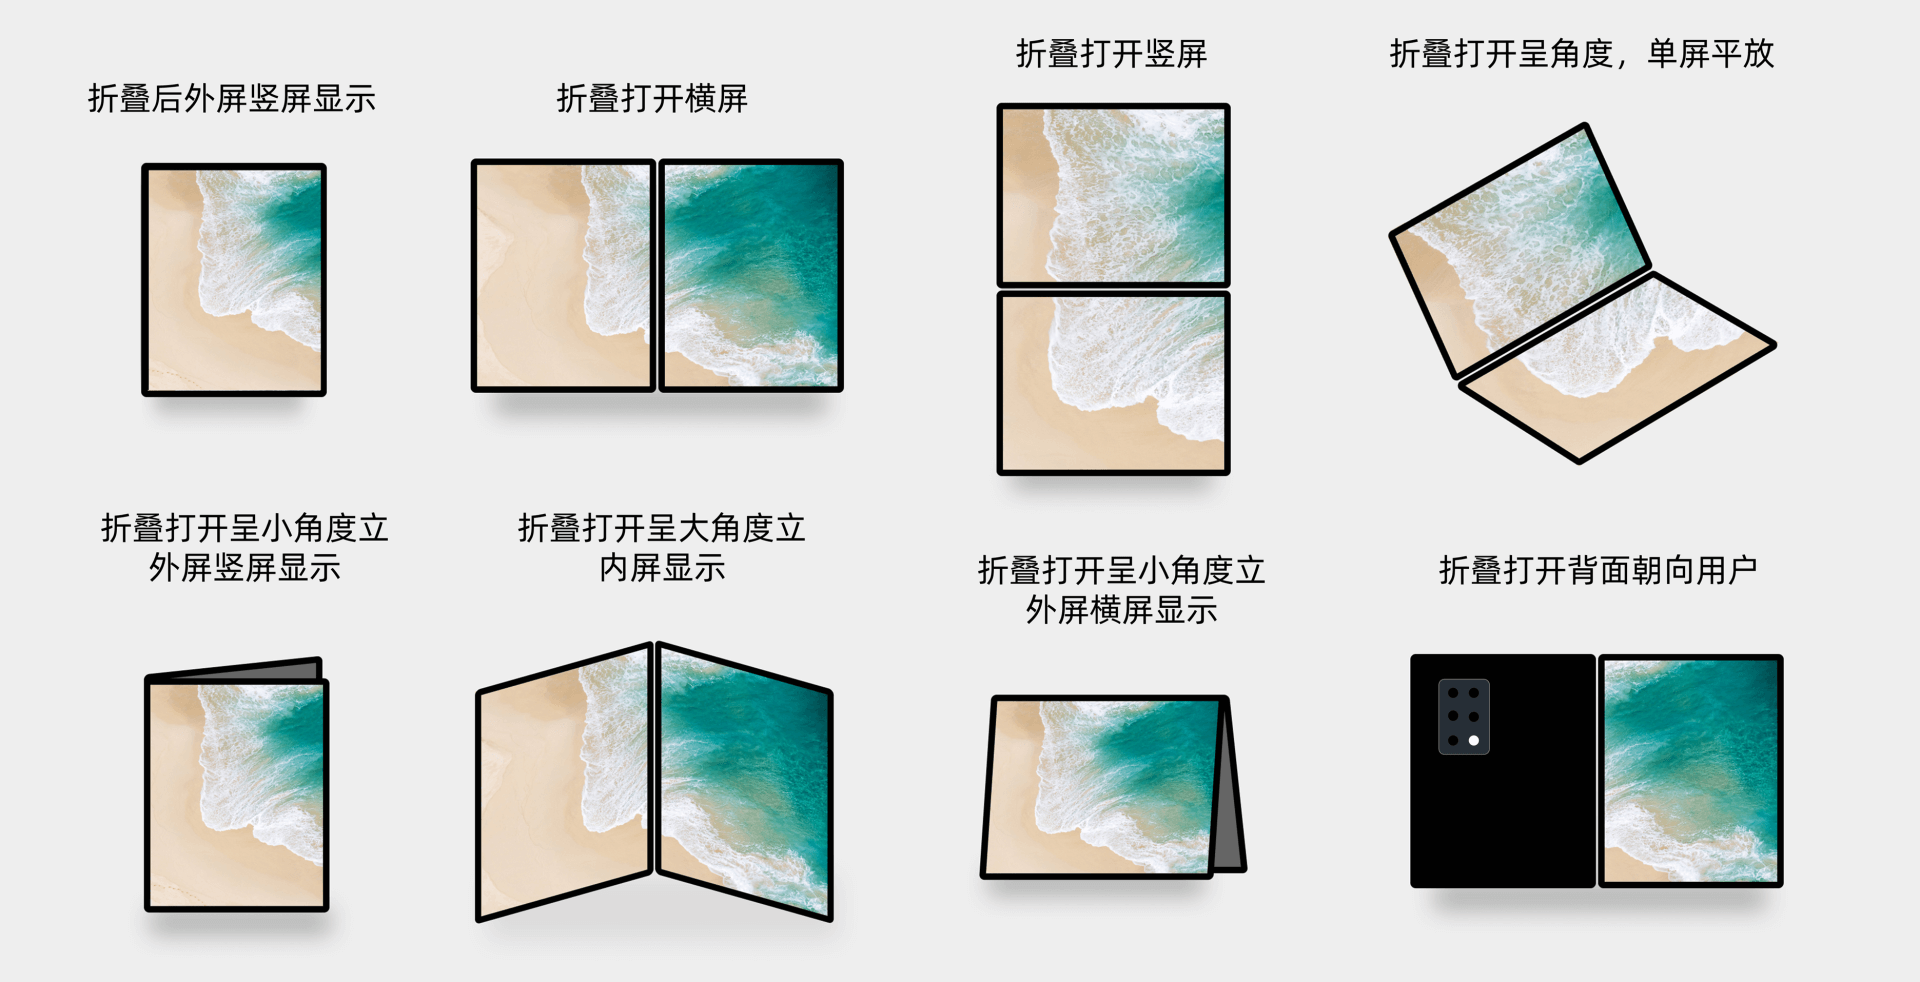 折叠后外屏竖屏显示
折叠打开横屏
折叠打开竖屏
折叠打开呈角度，单屏平放
折叠打开呈小角度立
外屏竖屏显示
折叠打开呈大角度立
内屏显示
折叠打开呈小角度立
外屏横屏显示
折叠打开背面朝向用户